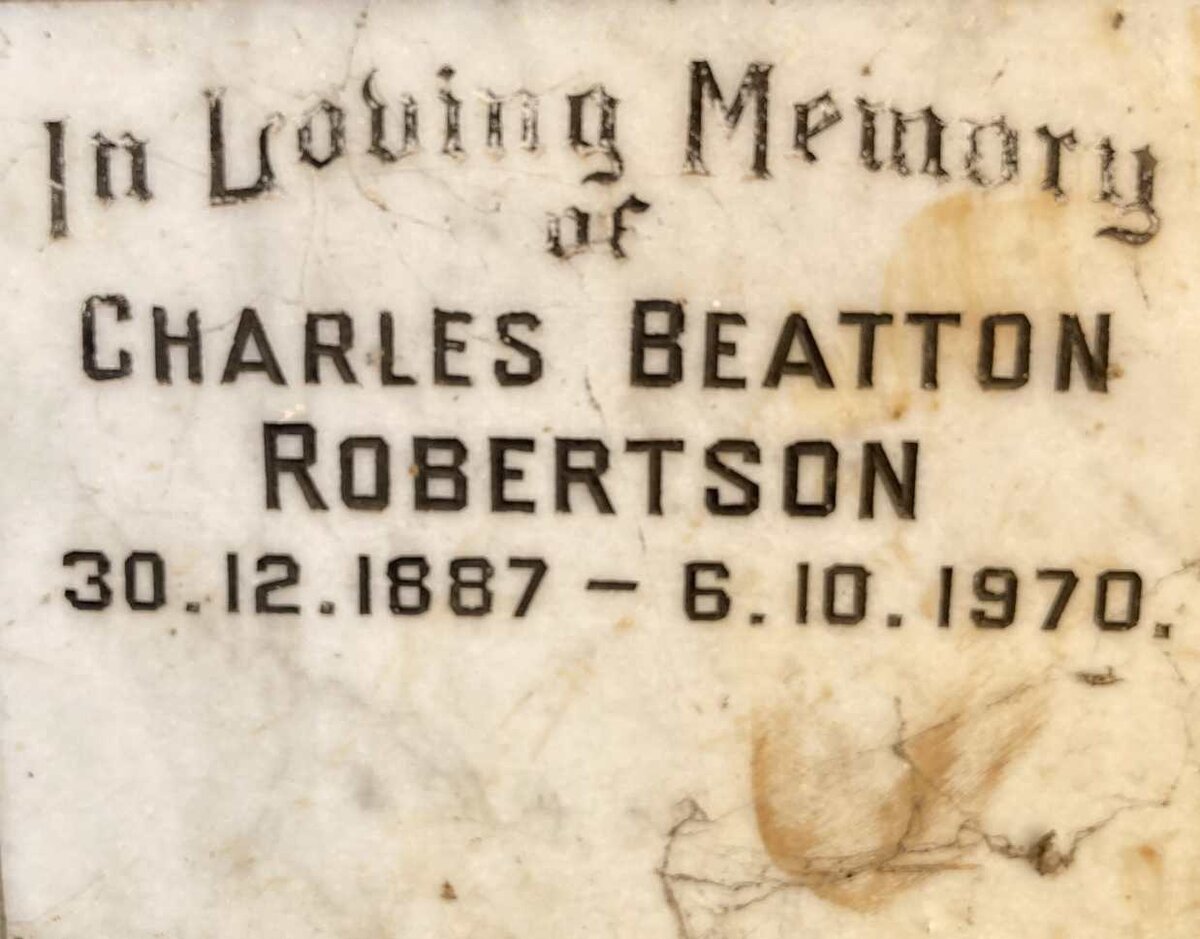 In Loving Memory
of
CHARLES BEATTON
ROBERTSON
30.12.1887 – 6.10.1970.